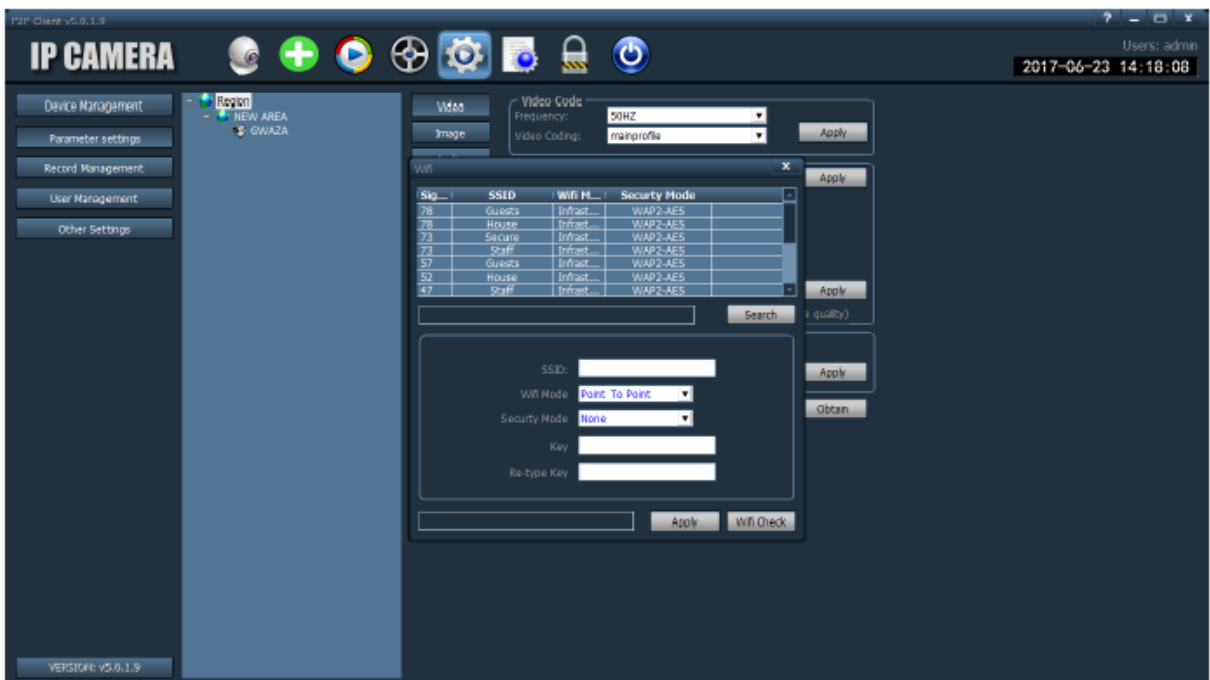 P2P Client v5.0.1.9
? – x
IP CAMERA
Users: admin
2017-06-23 14:18:08
Device Management
Parameter settings
Record Management
User Management
Other Settings
VERSION: v5.0.1.9
- Region
- NEW AREA
GWAZA
Video
Image
Video Code
Frequency: 50HZ
Video Coding: mainprofile
Apply
Apply
Apply
quality)
Apply
Obtain
Wifi x
Sig... SSID Wifi M... Securty Mode
78 Guests Infrast.... WAP2-AES
78 House Infrast.... WAP2-AES
73 Secure Infrast.... WAP2-AES
73 Staff Infrast.... WAP2-AES
57 Guests Infrast.... WAP2-AES
52 House Infrast.... WAP2-AES
47 Staff Infrast.... WAP2-AES
Search
SSID:
Wifi Mode Point To Point
Securty Mode None
Key
Re-type Key
Apply Wifi Check